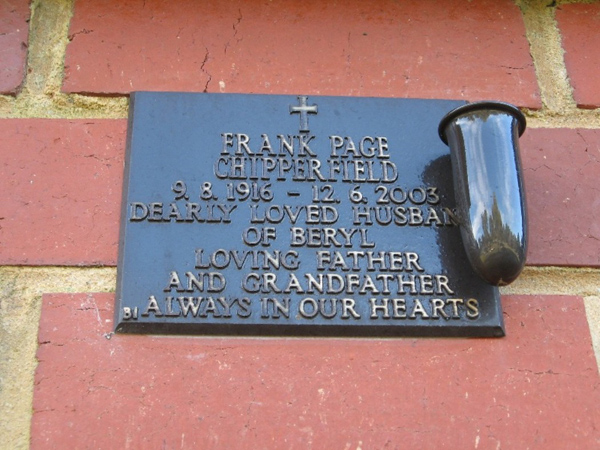 FRANK PAGE
CHIPPERFIELD
9. 8. 1916 - 12. 6. 2003
DEARLY LOVED HUSBAN
OF BERYL
LOVING FATHER
AND GRANDFATHER
ALWAYS IN OUR HEARTS
B1